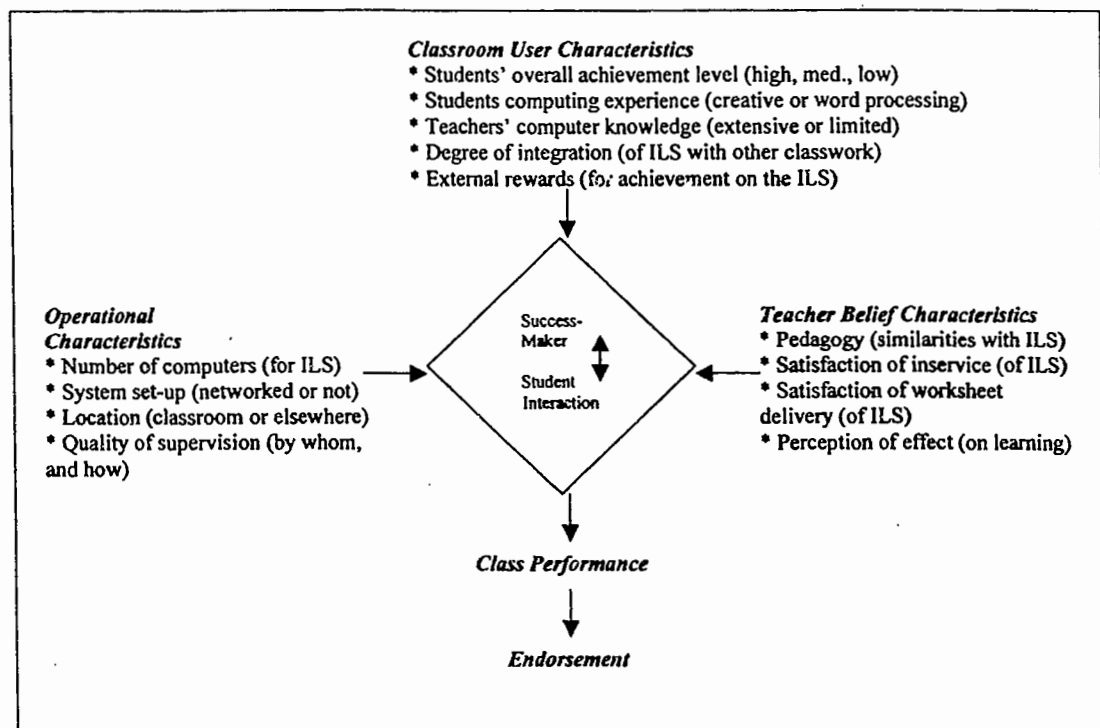 Classroom User Characteristics
* Students' overall achievement level (high, med., low)
* Students computing experience (creative or word processing)
* Teachers' computer knowledge (extensive or limited)
* Degree of integration (of ILS with other classwork)
* External rewards (for achievement on the ILS)
Operational
Characteristics
* Number of computers (for ILS)
* System set-up (networked or not)
* Location (classroom or elsewhere)
* Quality of supervision (by whom,
and how)
Success-
Maker
Student
Interaction
Teacher Belief Characteristics
* Pedagogy (similarities with ILS)
* Satisfaction of inservice (of ILS)
* Satisfaction of worksheet
delivery (of ILS)
* Perception of effect (on learning)
Class Performance
Endorsement